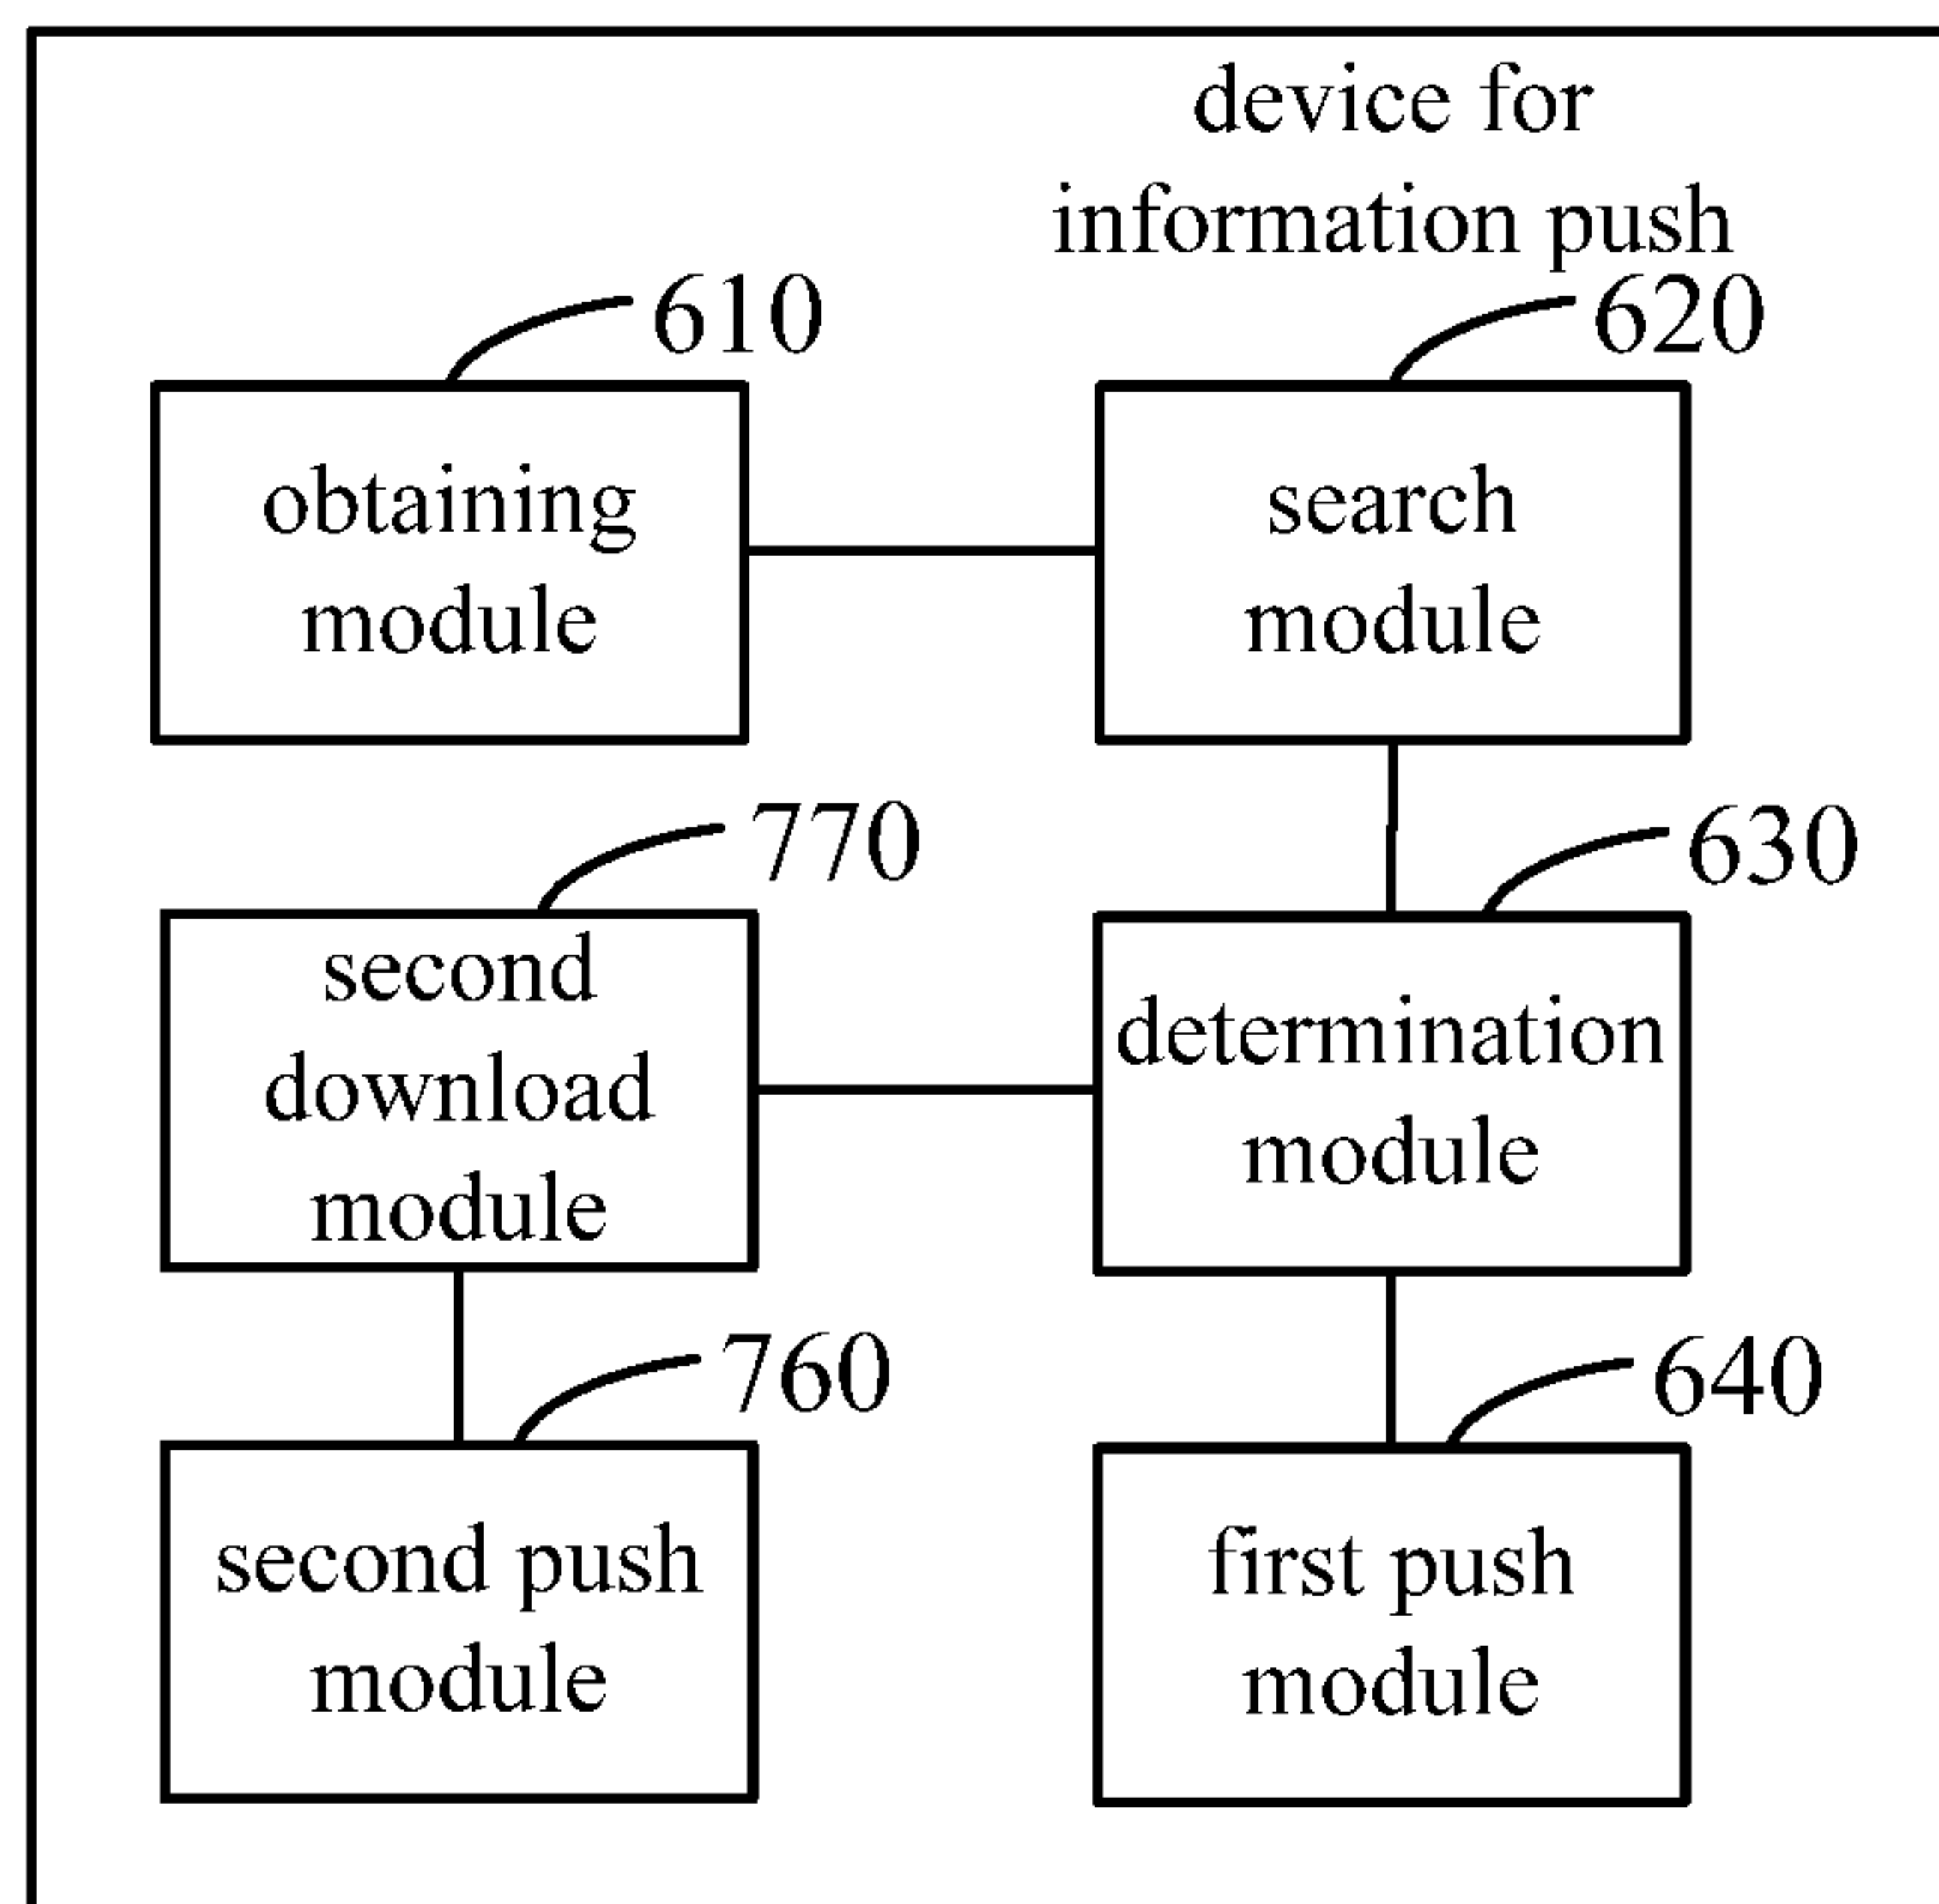 device for
information push
610
620
obtaining
module
search
module
770
630
second
download
module
determination
module
760
640
second push
module
first push
module